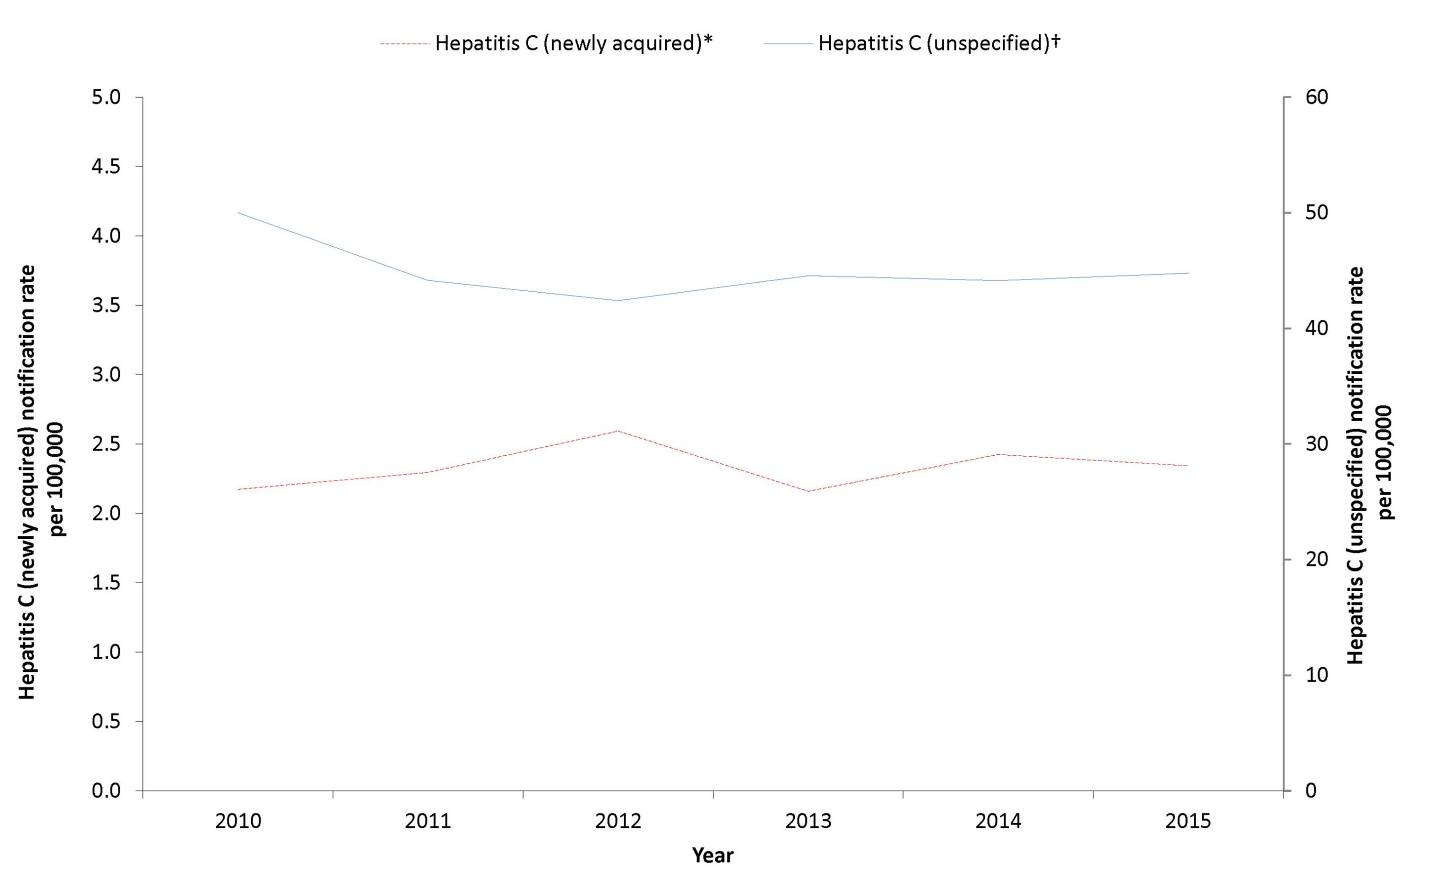 Hepatitis C (newly acquired)* Hepatitis C (unspecified)†
Hepatitis C (newly acquired) notification rate
per 100,000
5.0
4.5
4.0
3.5
3.0
2.5
2.0
1.5
1.0
0.5
0.0
60
50
40
30
20
10
0
Hepatitis C (unspecified) notification rate
per 100,000
2010 2011 2012 2013 2014 2015
Year